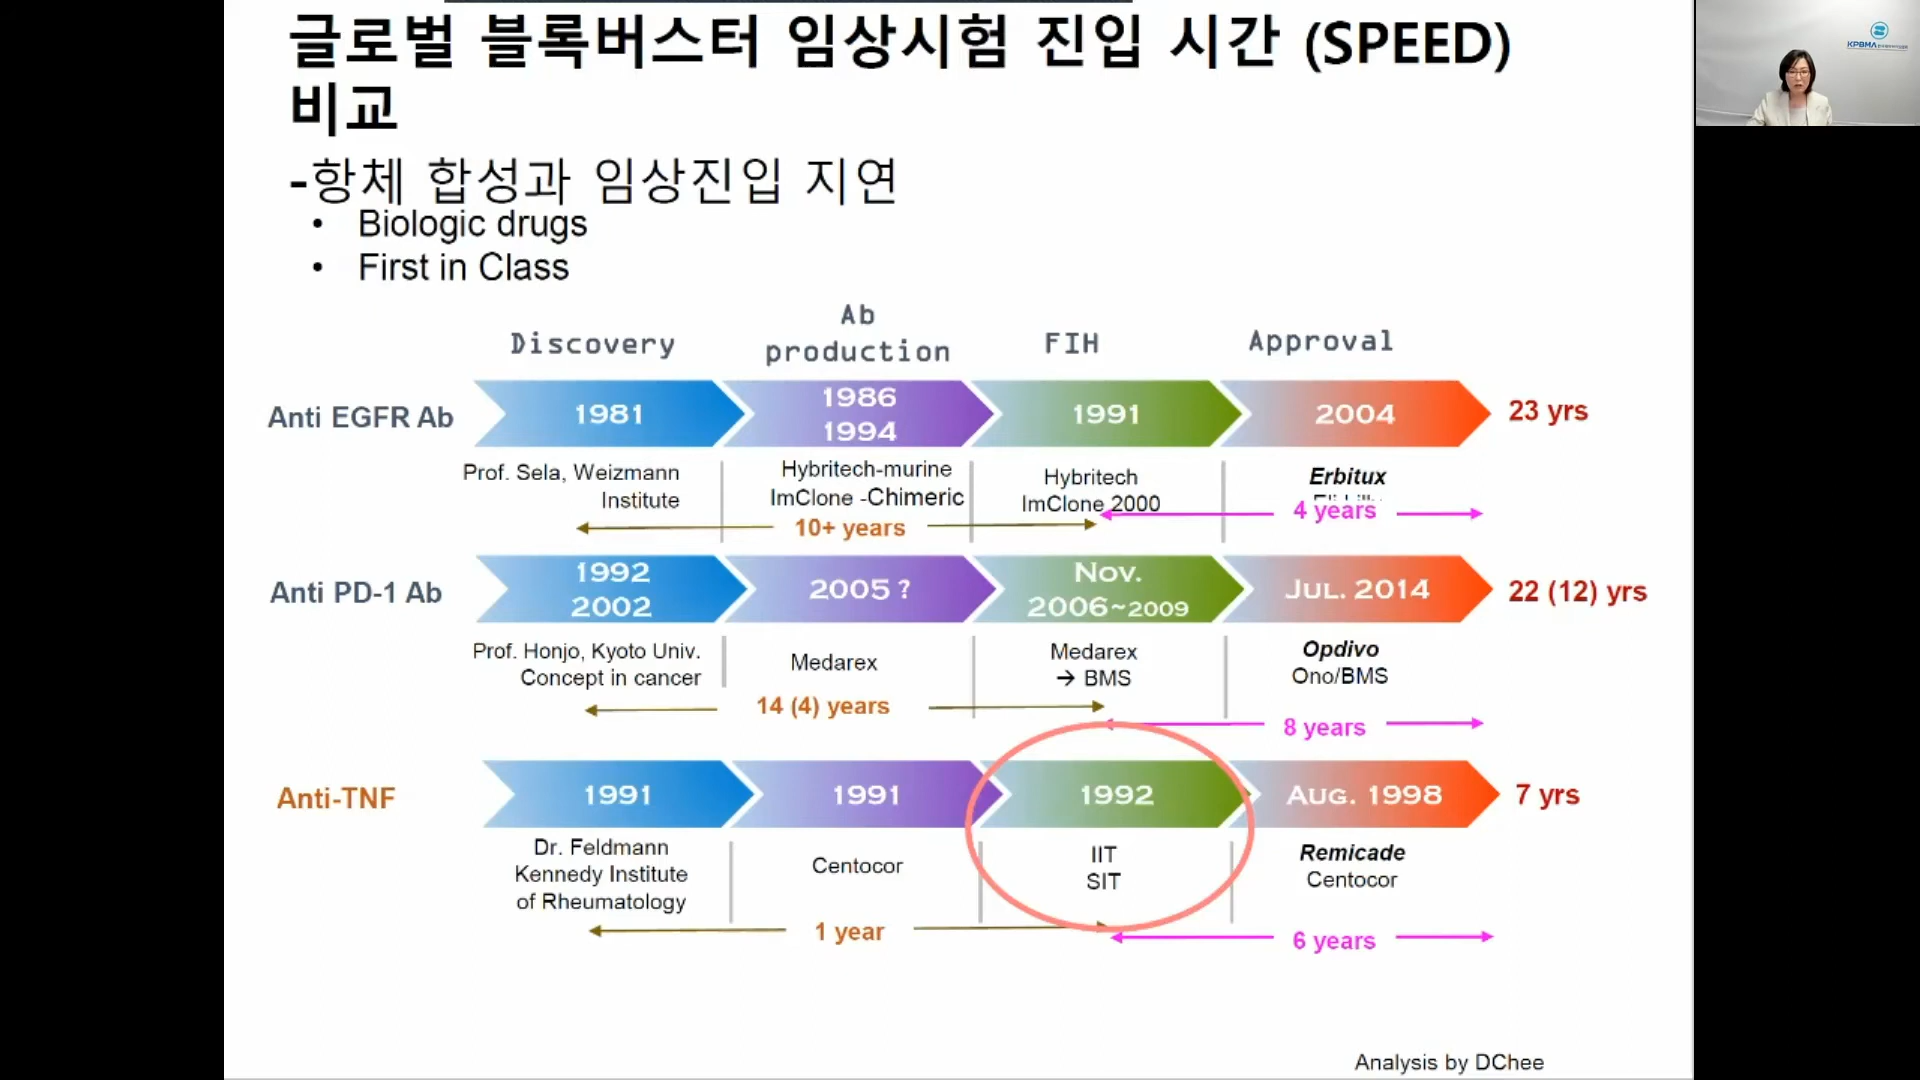 글로벌 블록버스터 임상시험 진입 시간 (SPEED)
비교
-항체 합성과 임상진입 지연
• Biologic drugs
• First in Class
Discovery
Ab
production
FIH
Approval
Anti EGFR Ab
1981
1986
1994
1991
2004
23 yrs
Prof. Sela, Weizmann
Institute
Hybritech-murine
ImClone -Chimeric
Hybritech
ImClone 2000
Erbitux
10+ years
4 years
Anti PD-1 Ab
1992
2002
2005 ?
Nov.
2006~2009
Jul. 2014
22 (12) yrs
Prof. Honjo, Kyoto Univ.
Concept in cancer
Medarex
Medarex
→ BMS
Opdivo
Ono/BMS
14 (4) years
8 years
Anti-TNF
1991
1991
1992
Aug. 1998
7 yrs
Dr. Feldmann
Kennedy Institute
of Rheumatology
Centocor
IIT
SIT
Remicade
Centocor
1 year
6 years
Analysis by DChee
KPBMA